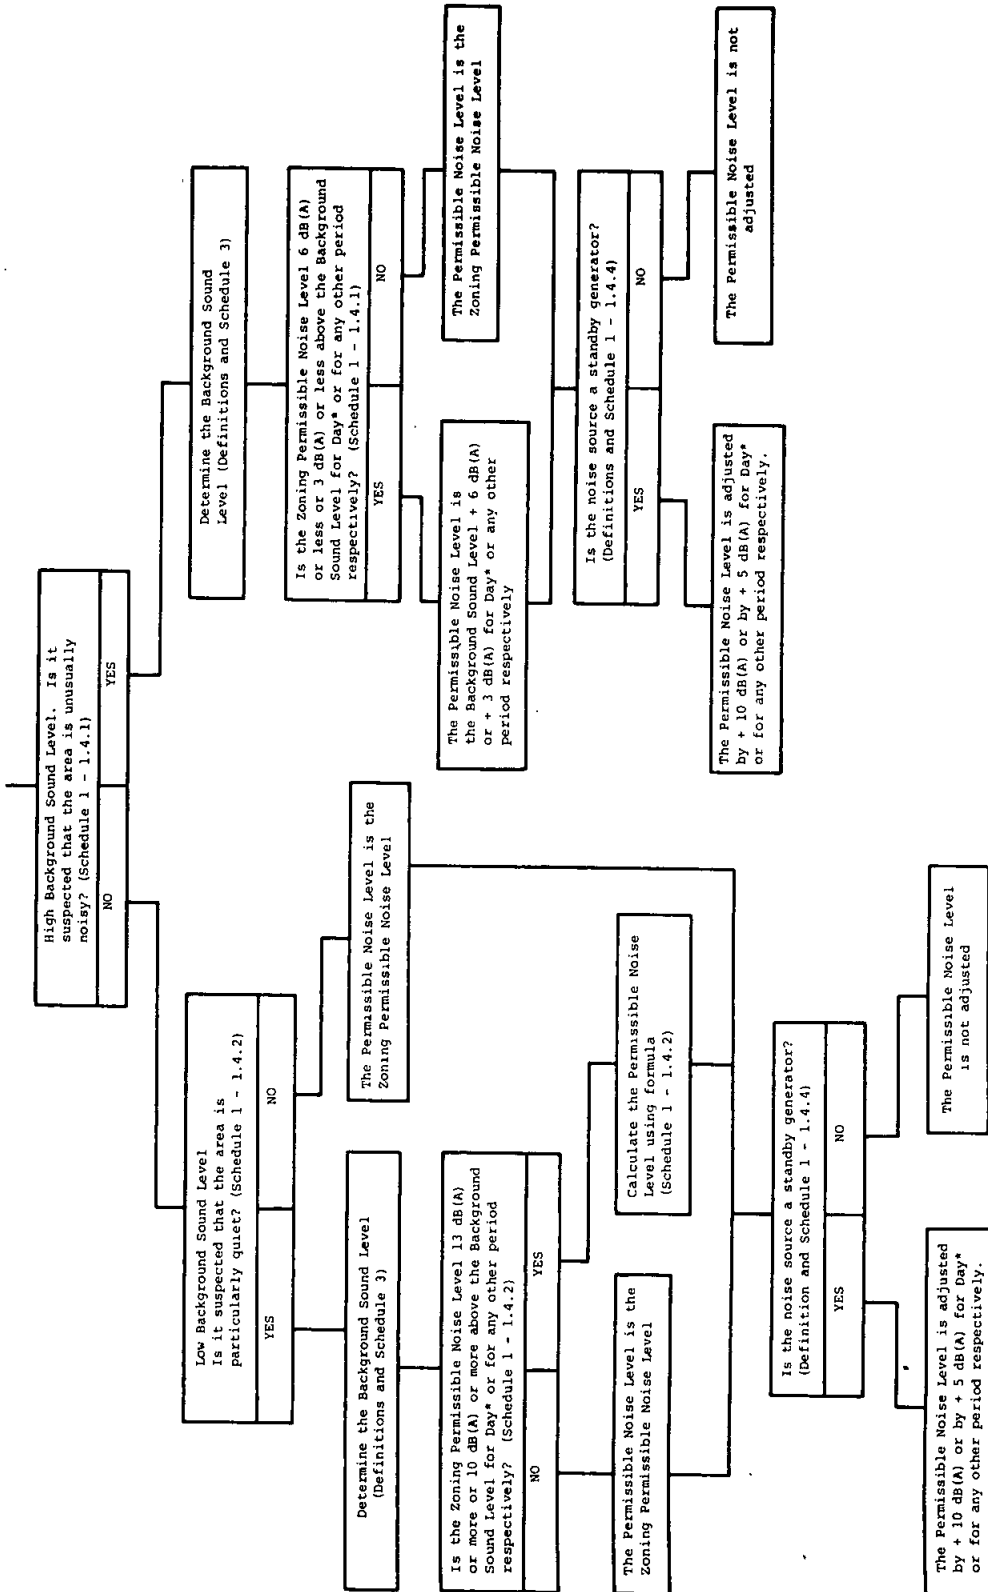 High Background Sound Level. Is it
suspected that the area is unusually
noisy? (Schedule 1 - 1.4.1)
NO
YES
Low Background Sound Level
Is it suspected that the area is
particularly quiet? (Schedule 1 - 1.4.2)
YES
NO
Determine the Background Sound Level
(Definitions and Schedule 3)
The Permissible Noise Level is the
Zoning Permissible Noise Level
Is the Zoning Permissible Noise Level 13 dB(A)
or more or 10 dB(A) or more above the Background
Sound Level for Day* or for any other period
respectively? (Schedule 1 - 1.4.2)
NO
YES
The Permissible Noise Level is the
Zoning Permissible Noise Level
Calculate the Permissible Noise
Level using formula
(Schedule 1 - 1.4.2)
Is the noise source a standby generator?
(Definition and Schedule 1 - 1.4.4)
YES
NO
The Permissible Noise Level is adjusted
by + 10 dB(A) or by + 5 dB(A) for Day*
or for any other period respectively.
The Permissible Noise Level
is not adjusted
Determine the Background Sound
Level (Definitions and Schedule 3)
Is the Zoning Permissible Noise Level 6 dB(A)
or less or 3 dB(A) or less above the Background
Sound Level for Day* or for any other period
respectively? (Schedule 1 - 1.4.1)
YES
NO
The Permissible Noise Level is
the Background Sound Level + 6 dB(A)
or + 3 dB(A) for Day* or any other
period respectively
The Permissible Noise Level is the
Zoning Permissible Noise Level
Is the noise source a standby generator?
(Definitions and Schedule 1 - 1.4.4)
YES
NO
The Permissible Noise Level is adjusted
by + 10 dB(A) or by + 5 dB(A) for Day*
or for any other period respectively.
The Permissible Noise Level is not
adjusted